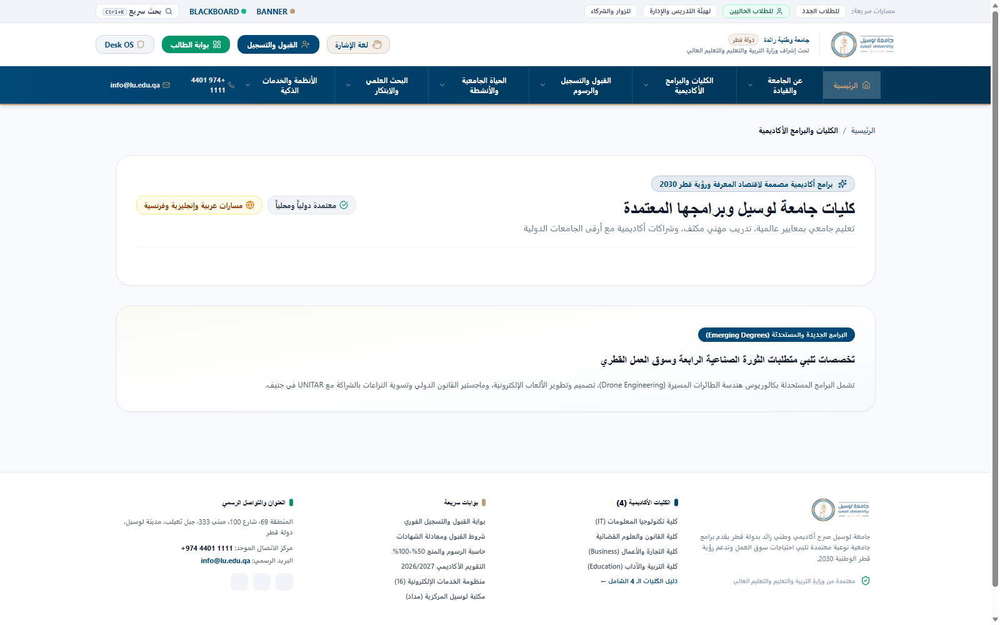 مسارات سريعة:
للطلاب الجدد
للطلاب الحاليين
لهيئة التدريس والإدارة
للزوار والشركاء
BANNER
BLACKBOARD
بحث سريع Ctrl+K
جامعة لوسيل
Lusail University
QATAR
جامعة وطنية رائدة
دولة قطر
تحت إشراف وزارة التربية والتعليم والتعليم العالي
لغة الإشارة
القبول والتسجيل
بوابة الطالب
Desk OS
الرئيسية
عن الجامعة
والقيادة
الكليات والبرامج
الأكاديمية
القبول والتسجيل
والرسوم
الحياة الجامعية
والأنشطة
البحث العلمي
والابتكار
الأنظمة والخدمات
الذكية
+974 4401
1111
info@lu.edu.qa
الرئيسية / الكليات والبرامج الأكاديمية
برامج أكاديمية مصممة لاقتصاد المعرفة ورؤية قطر 2030
كليات جامعة لوسيل وبرامجها المعتمدة
تعليم جامعي بمعايير عالمية، تدريب مهني مكثف، وشراكات أكاديمية مع أرقى الجامعات الدولية
معتمدة دولياً ومحلياً
مسارات عربية وإنجليزية وفرنسية
البرامج الجديدة والمستحدثة (Emerging Degrees)
تخصصات تلبي متطلبات الثورة الصناعية الرابعة وسوق العمل القطري
تشمل البرامج المستحدثة بكالوريوس هندسة الطائرات المسيرة (Drone Engineering)، تصميم وتطوير الألعاب الإلكترونية، وماجستير القانون الدولي وتسوية النزاعات بالشراكة مع UNITAR في جنيف.
جامعة لوسيل
Lusail University
QATAR
جامعة لوسيل صرح أكاديمي وطني رائد بدولة قطر يقدم برامج
جامعية نوعية معتمدة تلبي احتياجات سوق العمل وتدعم رؤية
قطر الوطنية 2030.
معتمدة من وزارة التربية والتعليم والتعليم العالي
الكليات الأكاديمية (4)
كلية تكنولوجيا المعلومات (IT)
كلية القانون والعلوم القضائية
كلية التجارة والأعمال (Business)
كلية التربية والآداب (Education)
دليل الكليات الـ 4 الشامل ←
بوابات سريعة
بوابة القبول والتسجيل الفوري
شروط القبول ومعادلة الشهادات
حاسبة الرسوم والمنح 50%-100%
التقويم الأكاديمي 2026/2027
منظومة الخدمات الإلكترونية (16)
مكتبة لوسيل المركزية (مداد)
العنوان والتواصل الرسمي
المنطقة 69، شارع 100، مبنى 333، جبل ثعيلب، مدينة لوسيل،
دولة قطر
مركز الاتصال الموحد: 1111 4401 974+
البريد الرسمي: info@lu.edu.qa